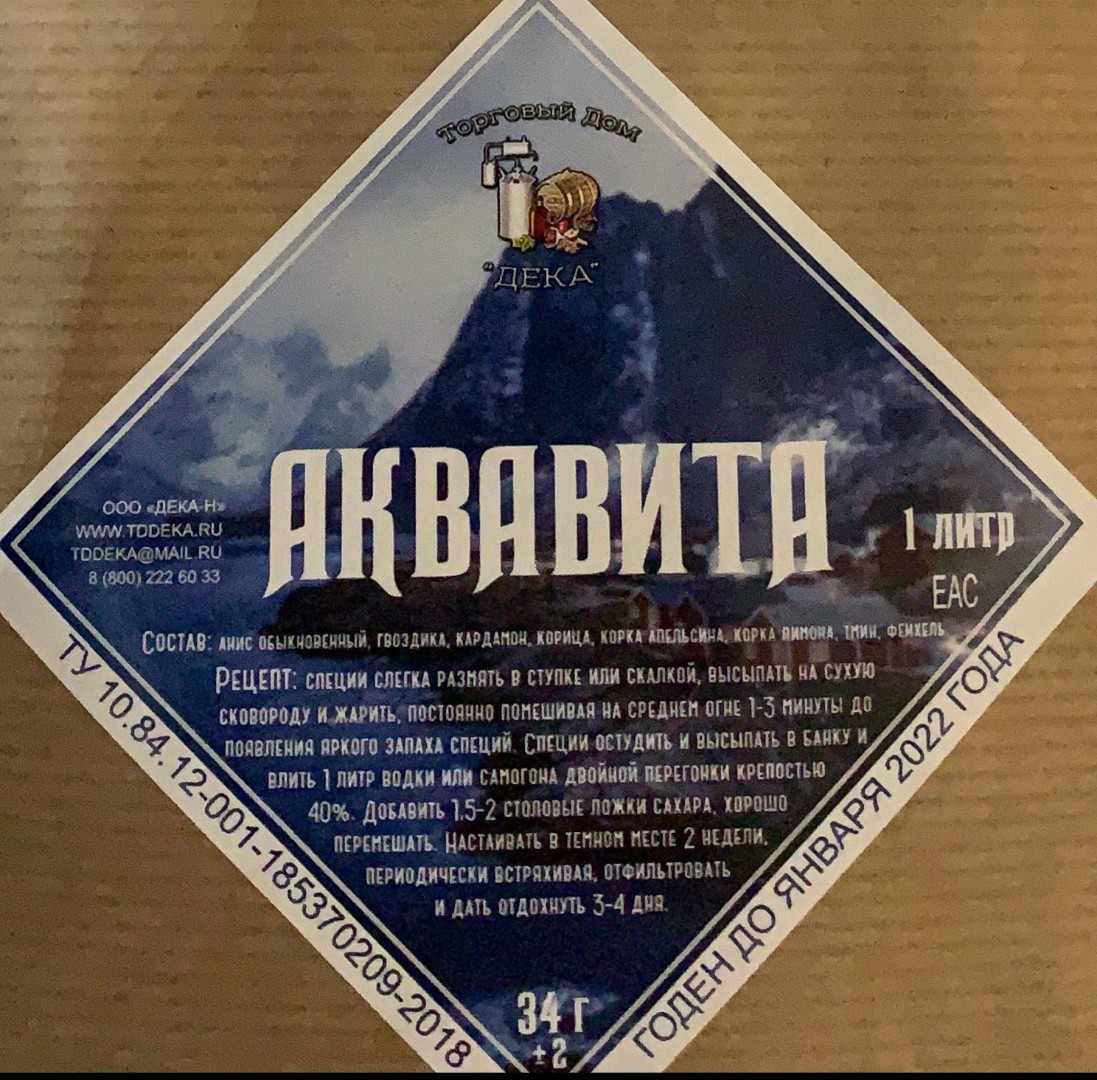 Торговый Дом
"ДЕКА"
АКВАВИТА
ООО «ДЕКА-Н»
WWW.TDDEKA.RU
TDDEKA@MAIL.RU
8 (800) 222 60 33
1 литр
ЕАС
Состав: анис обыкновенный, гвоздика, кардамон, корица, корка апельсина, корка лимона, тмин, фенхель
Рецепт: специи слегка размять в ступке или скалкой, высыпать на сухую
сковороду и жарить, постоянно помешивая на среднем огне 1-3 минуты до
появления яркого запаха специй. Специи остудить и высыпать в банку и
влить 1 литр водки или самогона двойной перегонки крепостью
40%. Добавить 1,5-2 столовые ложки сахара, хорошо
перемешать. Настаивать в темном месте 2 недели,
периодически встряхивая, отфильтровать
и дать отдохнуть 3-4 дня.
34 г
±2
ТУ 10.84.12-001-185370209-2018
ГОДЕН ДО ЯНВАРЯ 2022 ГОДА